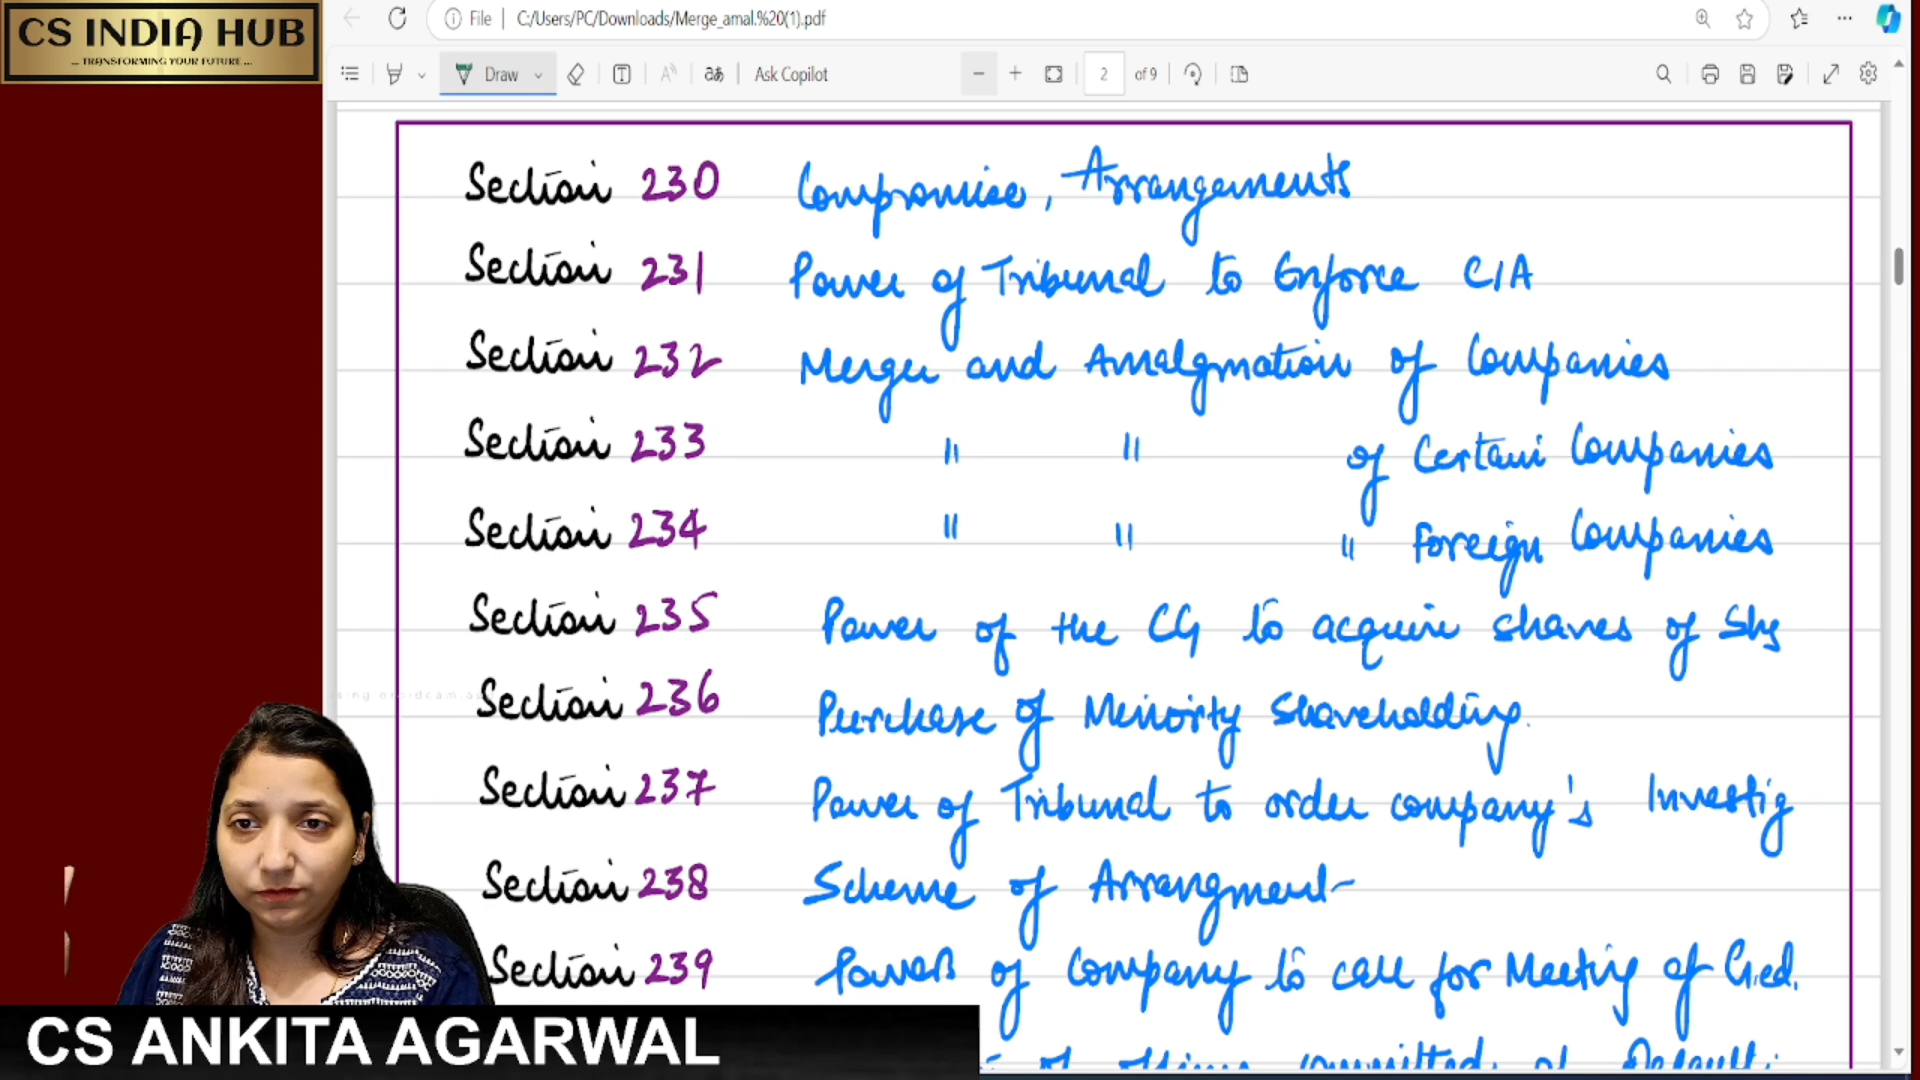 CS INDIA HUB
... TRANSFORMING YOUR FUTURE ...
File C:/Users/PC/Downloads/Merge_amal.%20(1).pdf
Draw Ask Copilot 2 of 9
Section 230 Compromise, Arrangements
Section 231 Power of Tribunal to Enforce C/A
Section 232 Merger and Amalgmation of Companies
Section 233 " " of Certain Companies
Section 234 " " " Foreign Companies
Section 235 Power of the CG to acquire shares of Shs
Section 236 Purchase of Minority Shareholding.
Section 237 Power of Tribunal to order company's Investig
Section 238 Scheme of Arrangment
Section 239 Power of Company to call for Meeting of Cred.
CS ANKITA AGARWAL